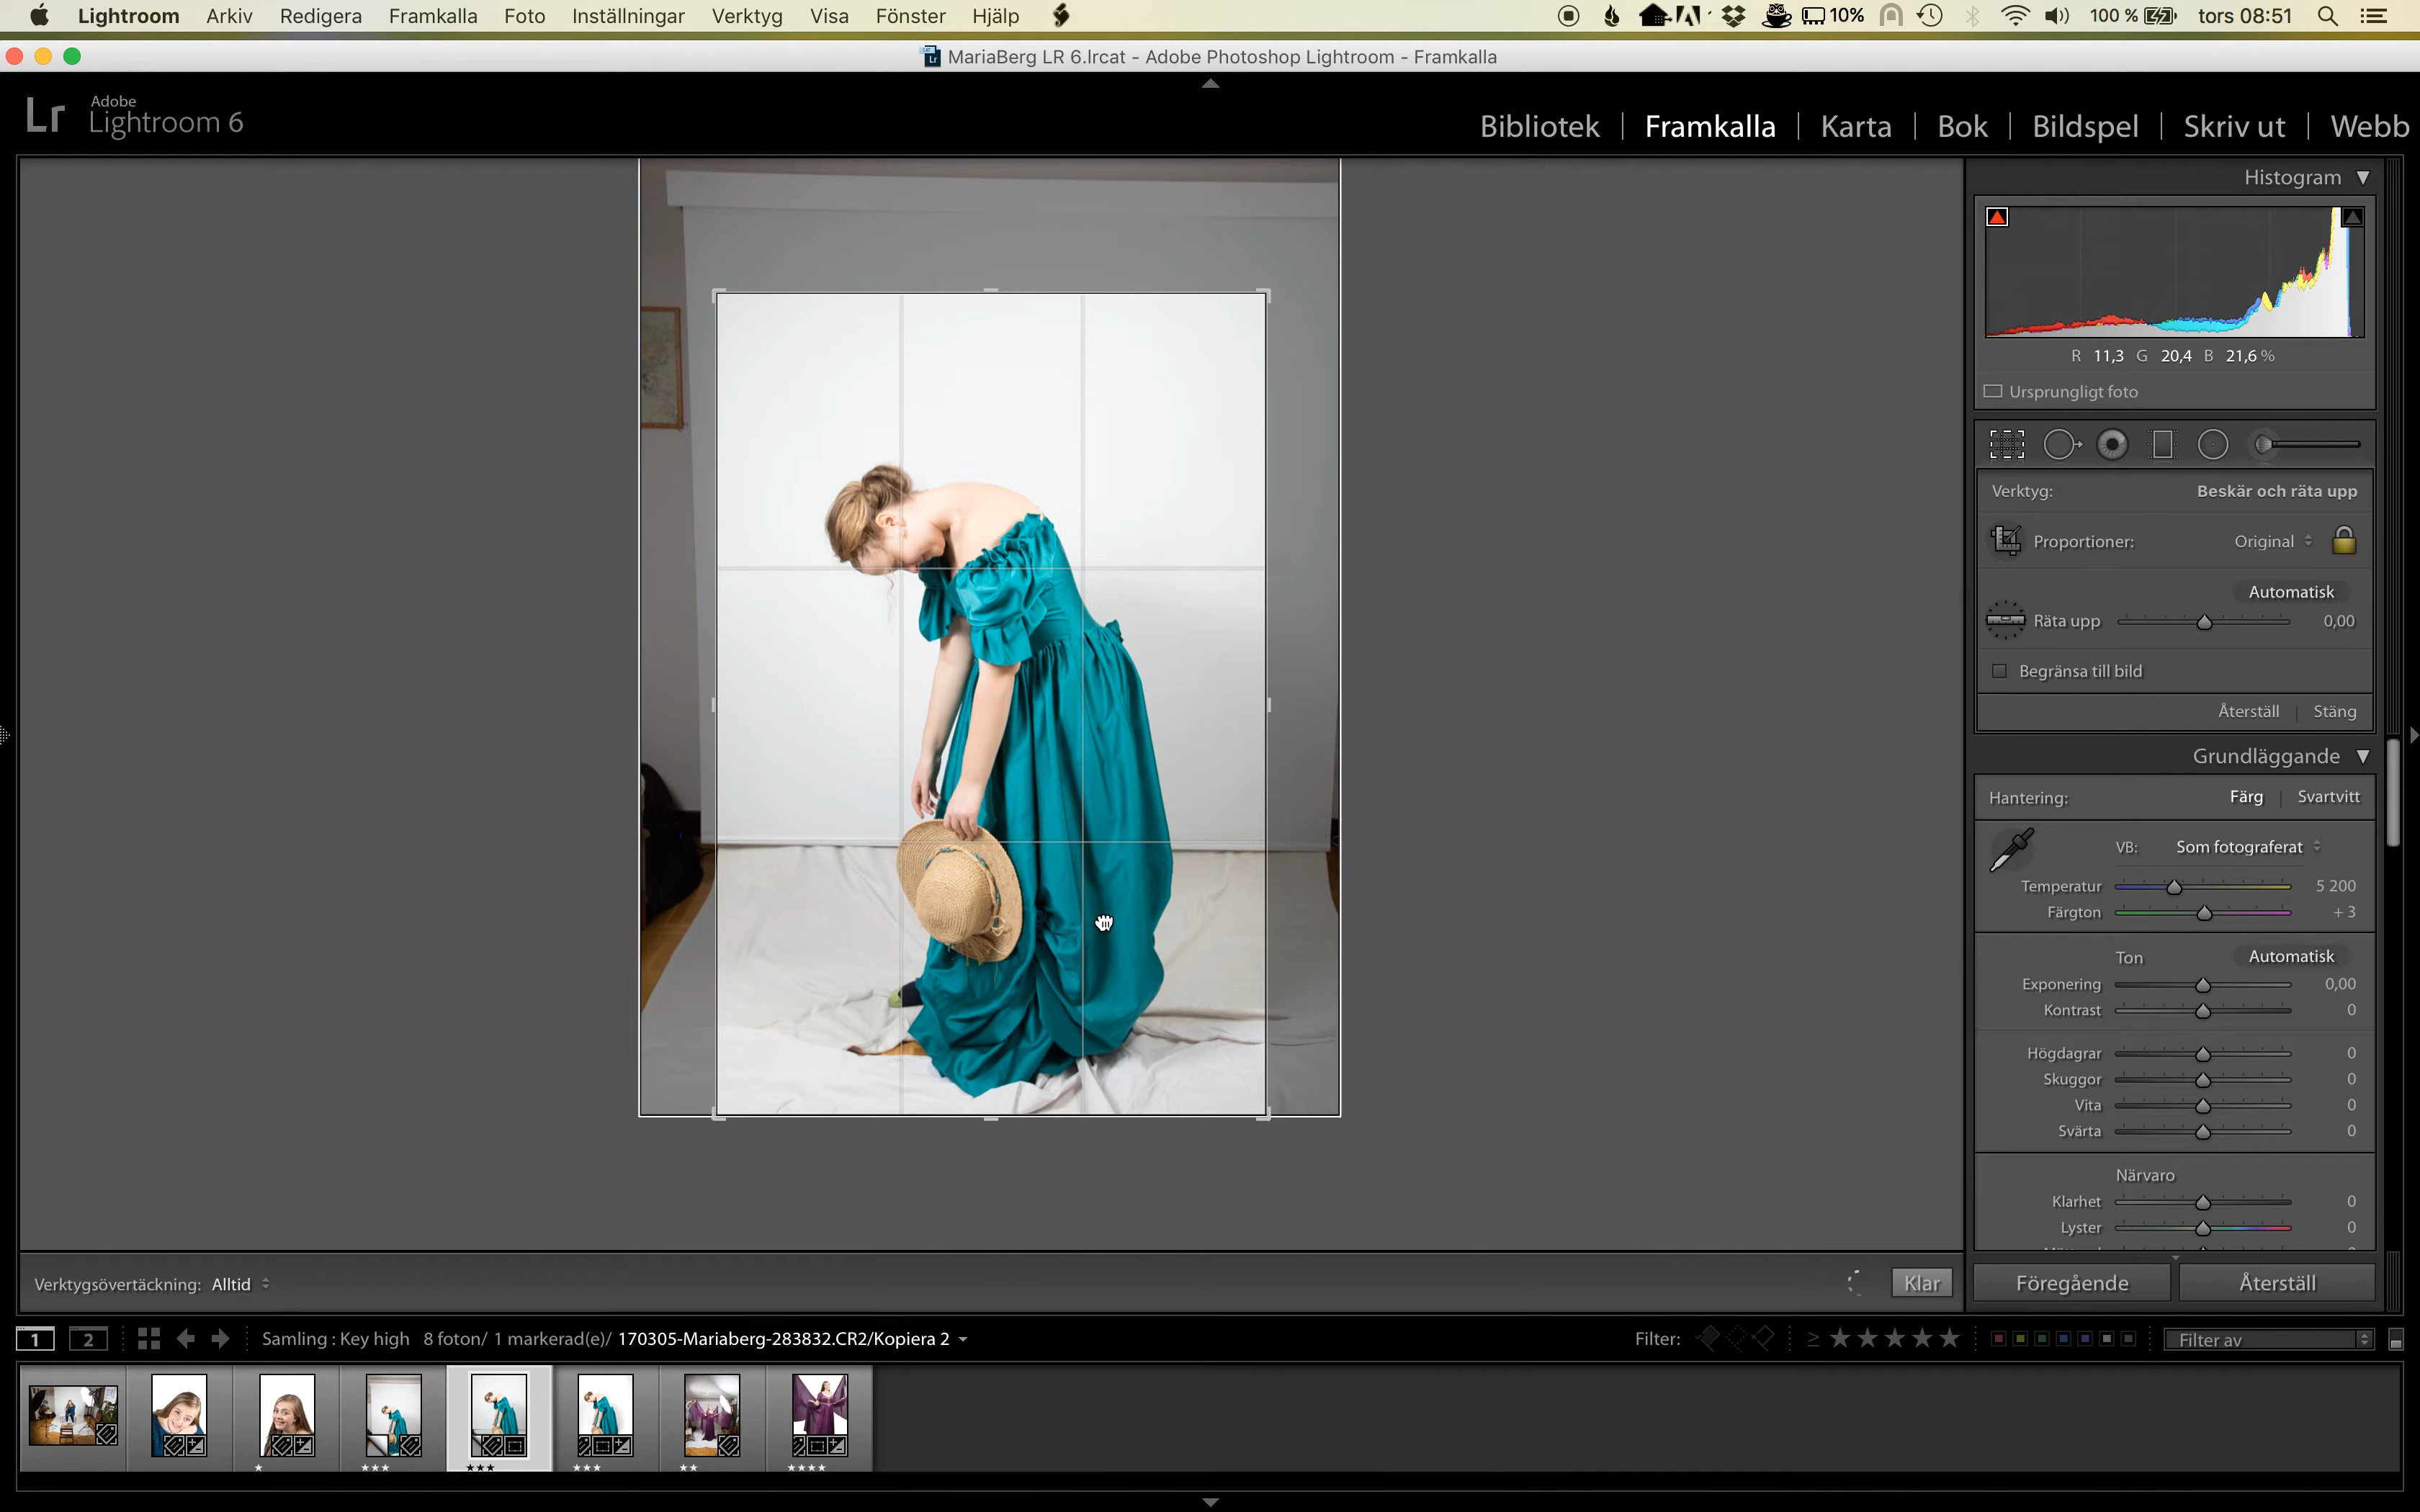 Lightroom Arkiv Redigera Framkalla Foto Inställningar Verktyg Visa Fönster Hjälp 10% 100 % tors 08:51
MariaBerg LR 6.lrcat - Adobe Photoshop Lightroom - Framkalla
Lr Adobe
Lightroom 6
Bibliotek | Framkalla | Karta | Bok | Bildspel | Skriv ut | Webb
Histogram
R 11,3 G 20,4 B 21,6 %
Ursprungligt foto
Verktyg: Beskär och räta upp
Proportioner: Original
Automatisk
Räta upp 0,00
Begränsa till bild
Återställ | Stäng
Grundläggande
Hantering: Färg | Svartvitt
VB: Som fotograferat
Temperatur 5 200
Färgton + 3
Ton Automatisk
Exponering 0,00
Kontrast 0
Högdagrar 0
Skuggor 0
Vita 0
Svärta 0
Närvaro
Klarhet 0
Lyster 0
Verktygsövertäckning: Alltid Klar
Föregående Återställ
1 2 Samling : Key high 8 foton/ 1 markerad(e)/ 170305-Mariaberg-283832.CR2/Kopiera 2 Filter: ≥ ★★★★★ Filter av